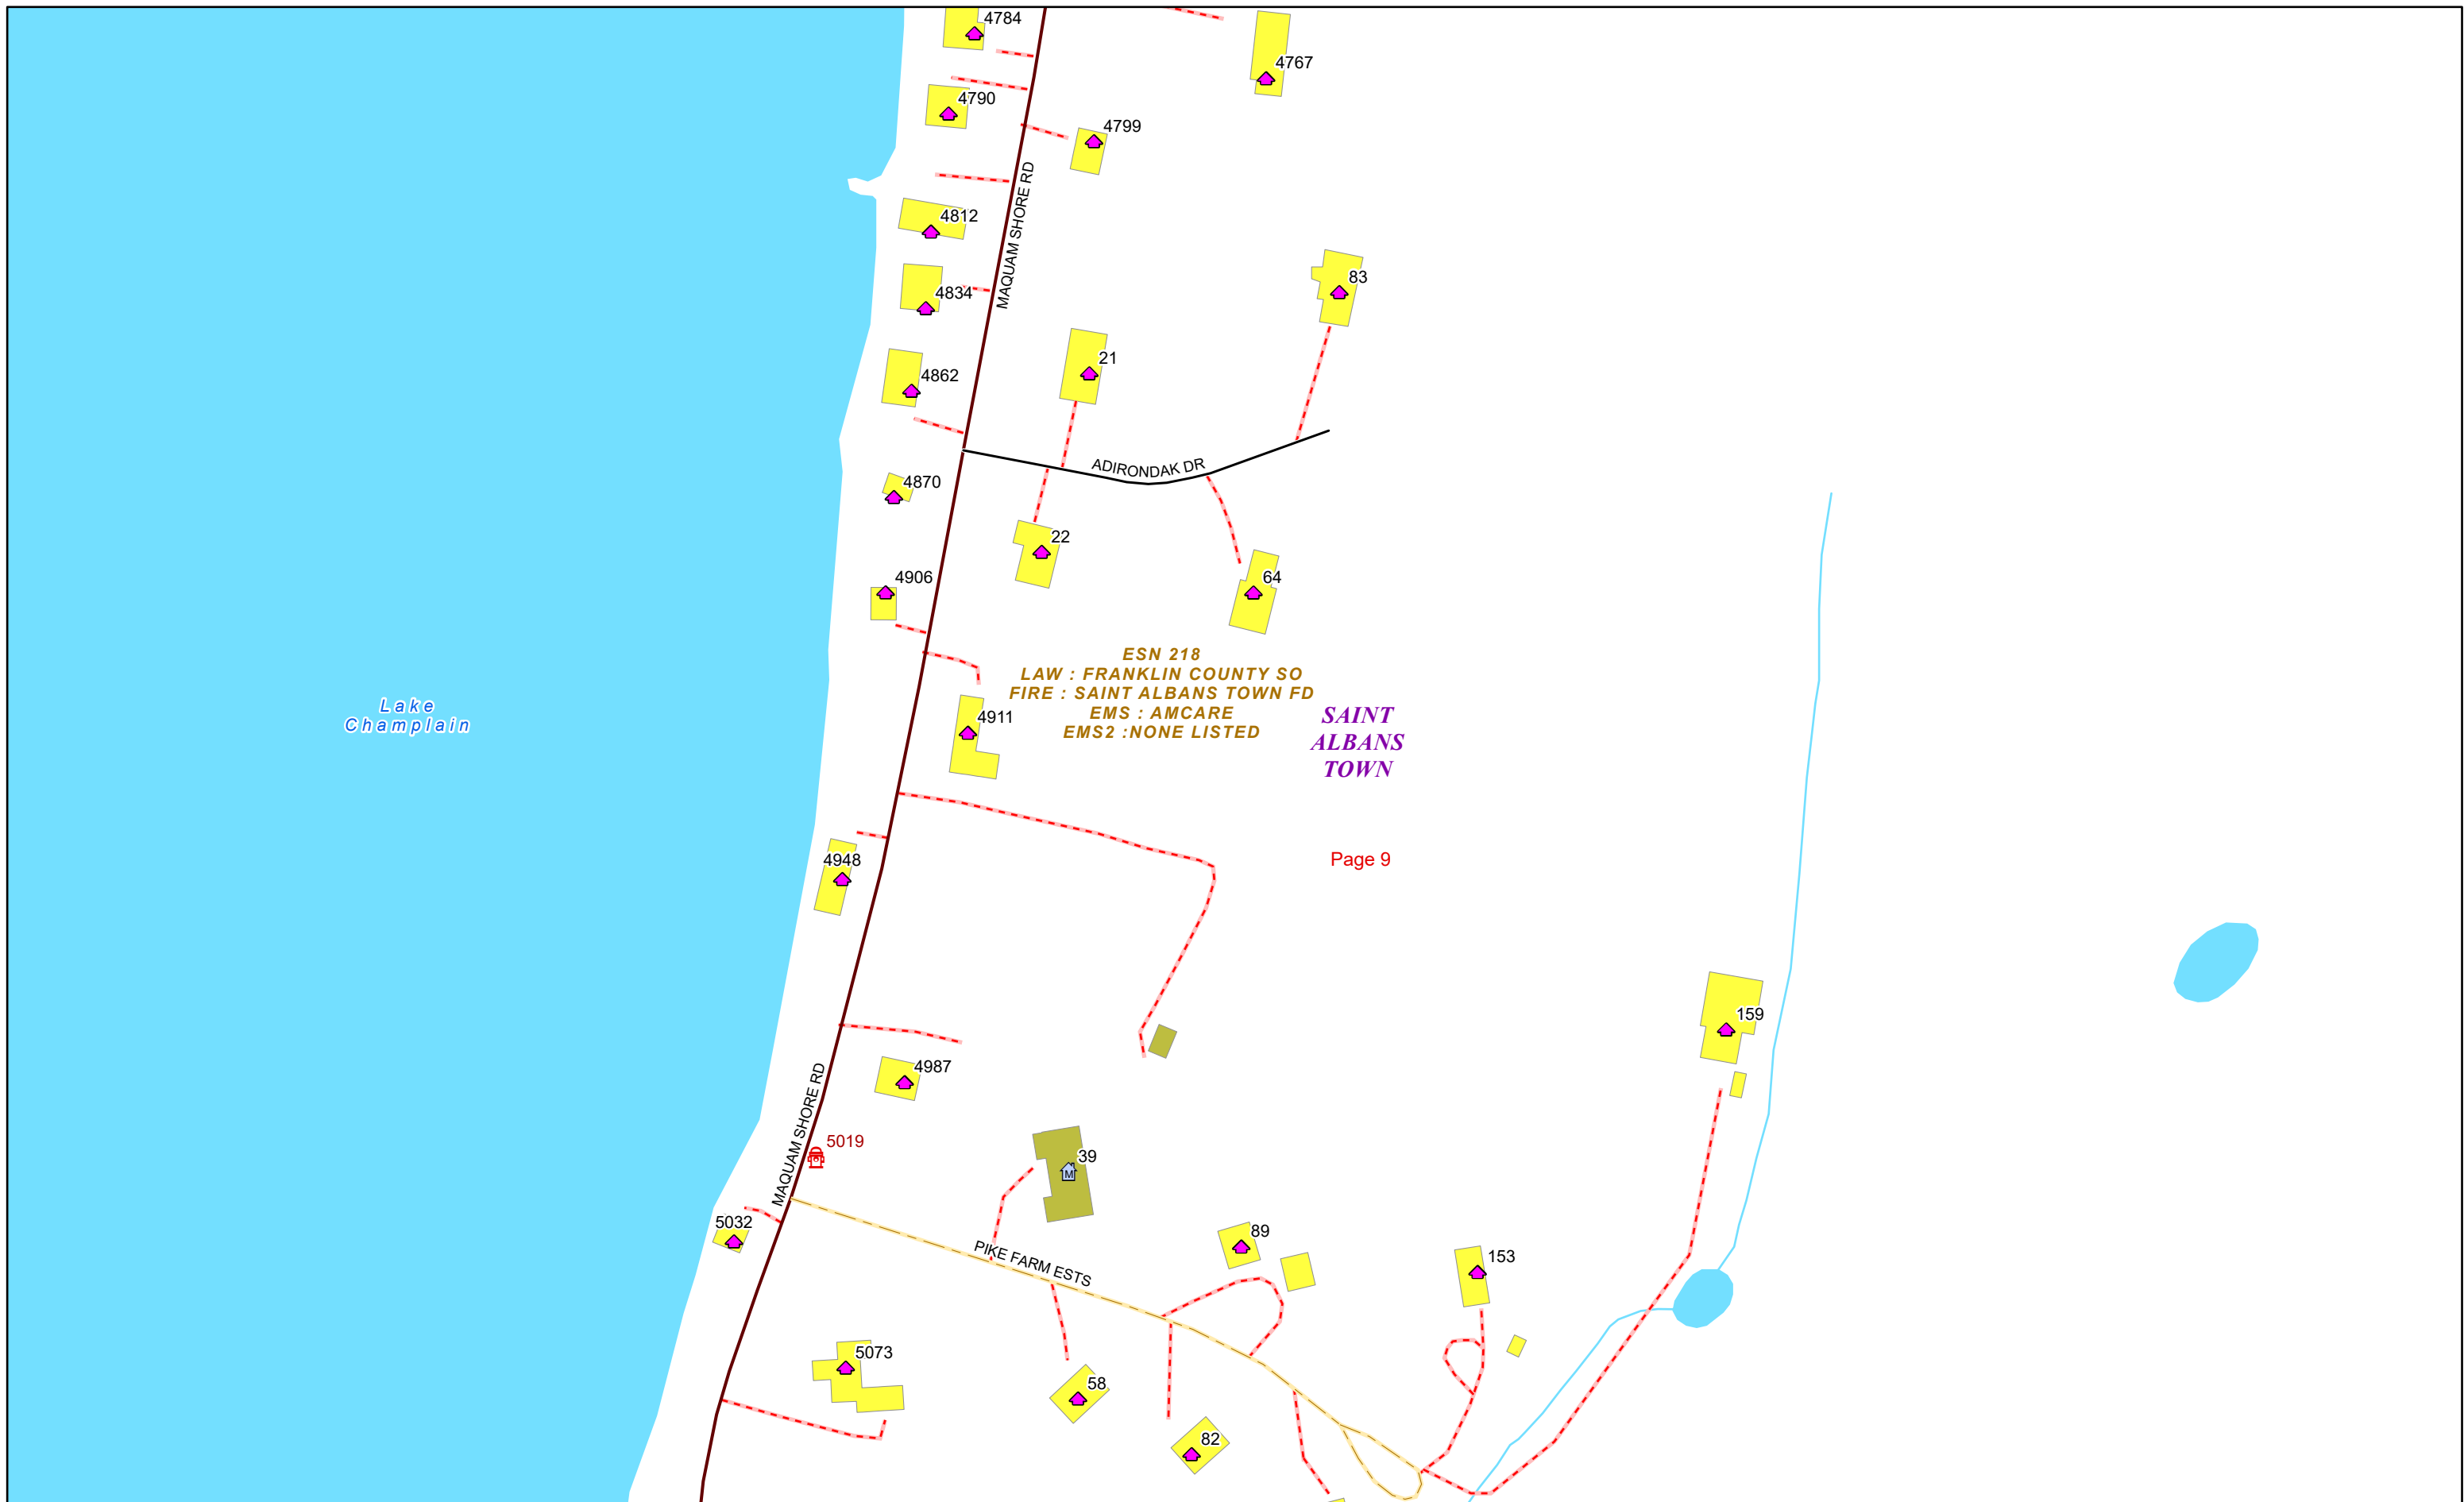 4784
4767
4790
4799
MAQUAM SHORE RD
4812
83
4834
21
4862
ADIRONDAK DR
4870
22
4906
64
ESN 218
LAW : FRANKLIN COUNTY SO
FIRE : SAINT ALBANS TOWN FD
EMS : AMCARE
EMS2 :NONE LISTED
Lake
Champlain
4911
SAINT
ALBANS
TOWN
4948
Page 9
159
4987
MAQUAM SHORE RD
5019
39
M
5032
89
153
PIKE FARM ESTS
5073
58
82